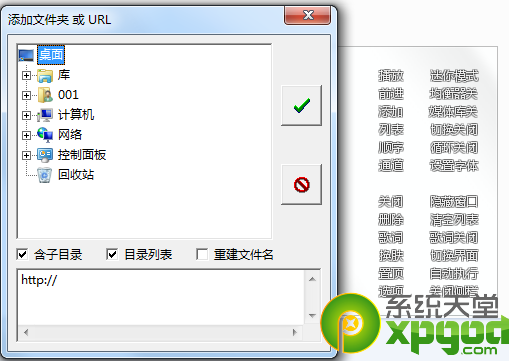 添加文件夹 或 URL
桌面
库
001
计算机
网络
控制面板
回收站
含子目录 目录列表 重建文件名
http://
播放 迷你模式
前进 均衡器关
添加 媒体库关
列表 切换关闭
顺序 循环关闭
通道 设置字体
关闭 隐藏窗口
删除 清空列表
歌词 歌词关闭
换肤 切换界面
置顶 自动执行
选项 关闭侧栏
系统天堂
xpgod